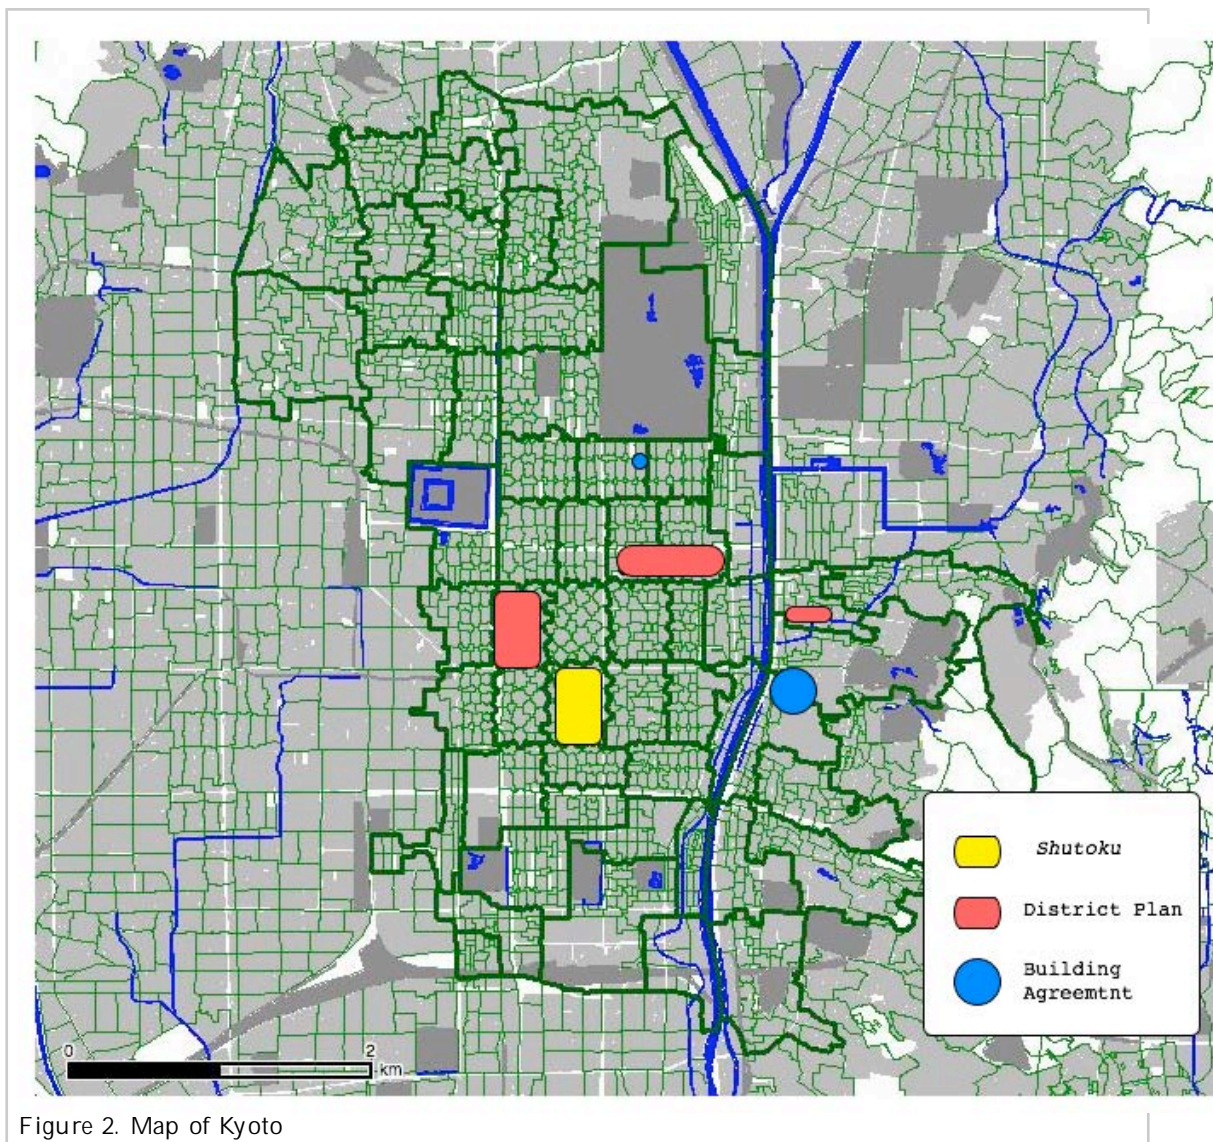 Shutoku
District Plan
Building
Agreemtnt
0 2
km
Figure 2. Map of Kyoto